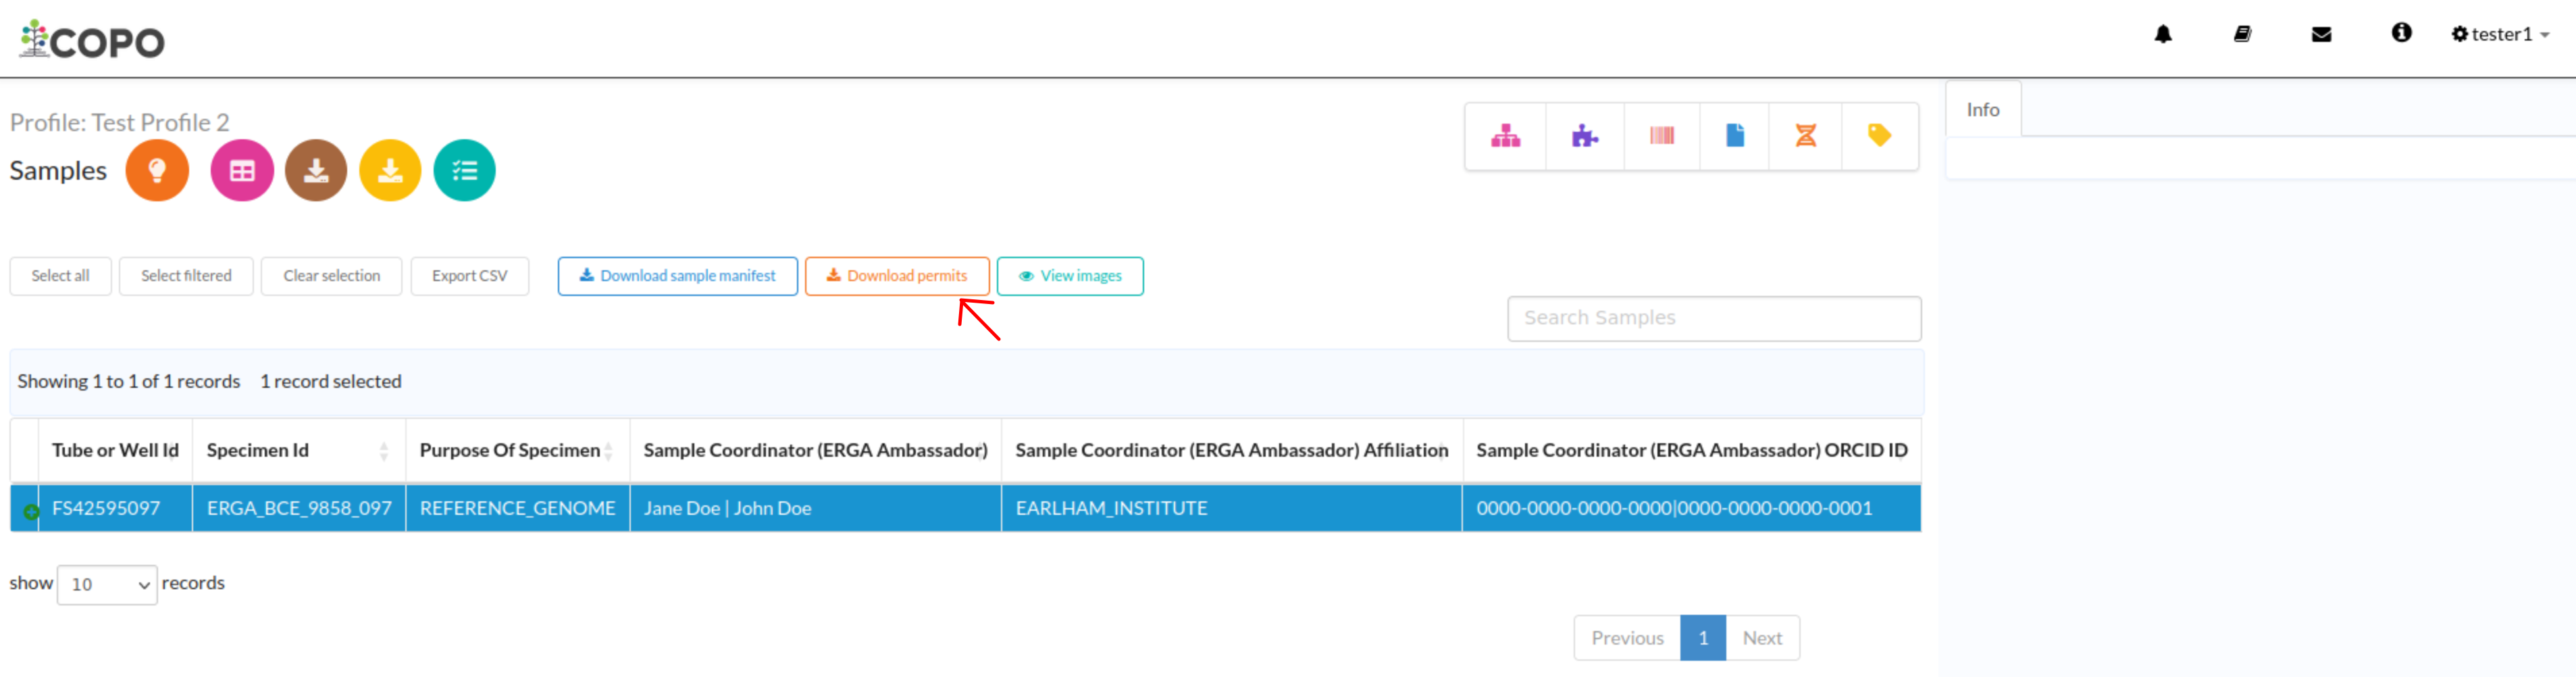 COPO
tester1
Profile: Test Profile 2
Samples
Info
Select all
Select filtered
Clear selection
Export CSV
Download sample manifest
Download permits
View images
Search Samples
Showing 1 to 1 of 1 records 1 record selected
Tube or Well Id Specimen Id Purpose Of Specimen Sample Coordinator (ERGA Ambassador) Sample Coordinator (ERGA Ambassador) Affiliation Sample Coordinator (ERGA Ambassador) ORCID ID
FS42595097 ERGA_BCE_9858_097 REFERENCE_GENOME Jane Doe | John Doe EARLHAM_INSTITUTE 0000-0000-0000-0000|0000-0000-0000-0001
show 10 records
Previous 1 Next